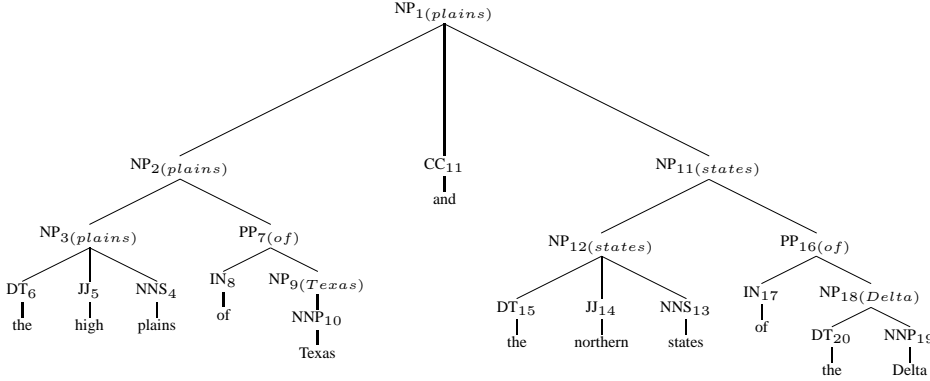 NP1(plains)
NP2(plains) CC11 NP11(states)
and
NP3(plains) PP7(of) NP12(states) PP16(of)
DT6 JJ5 NNS4 IN8 NP9(Texas) DT15 JJ14 NNS13 IN17 NP18(Delta)
the high plains of NNP10 the northern states of DT20 NNP19
Texas the Delta